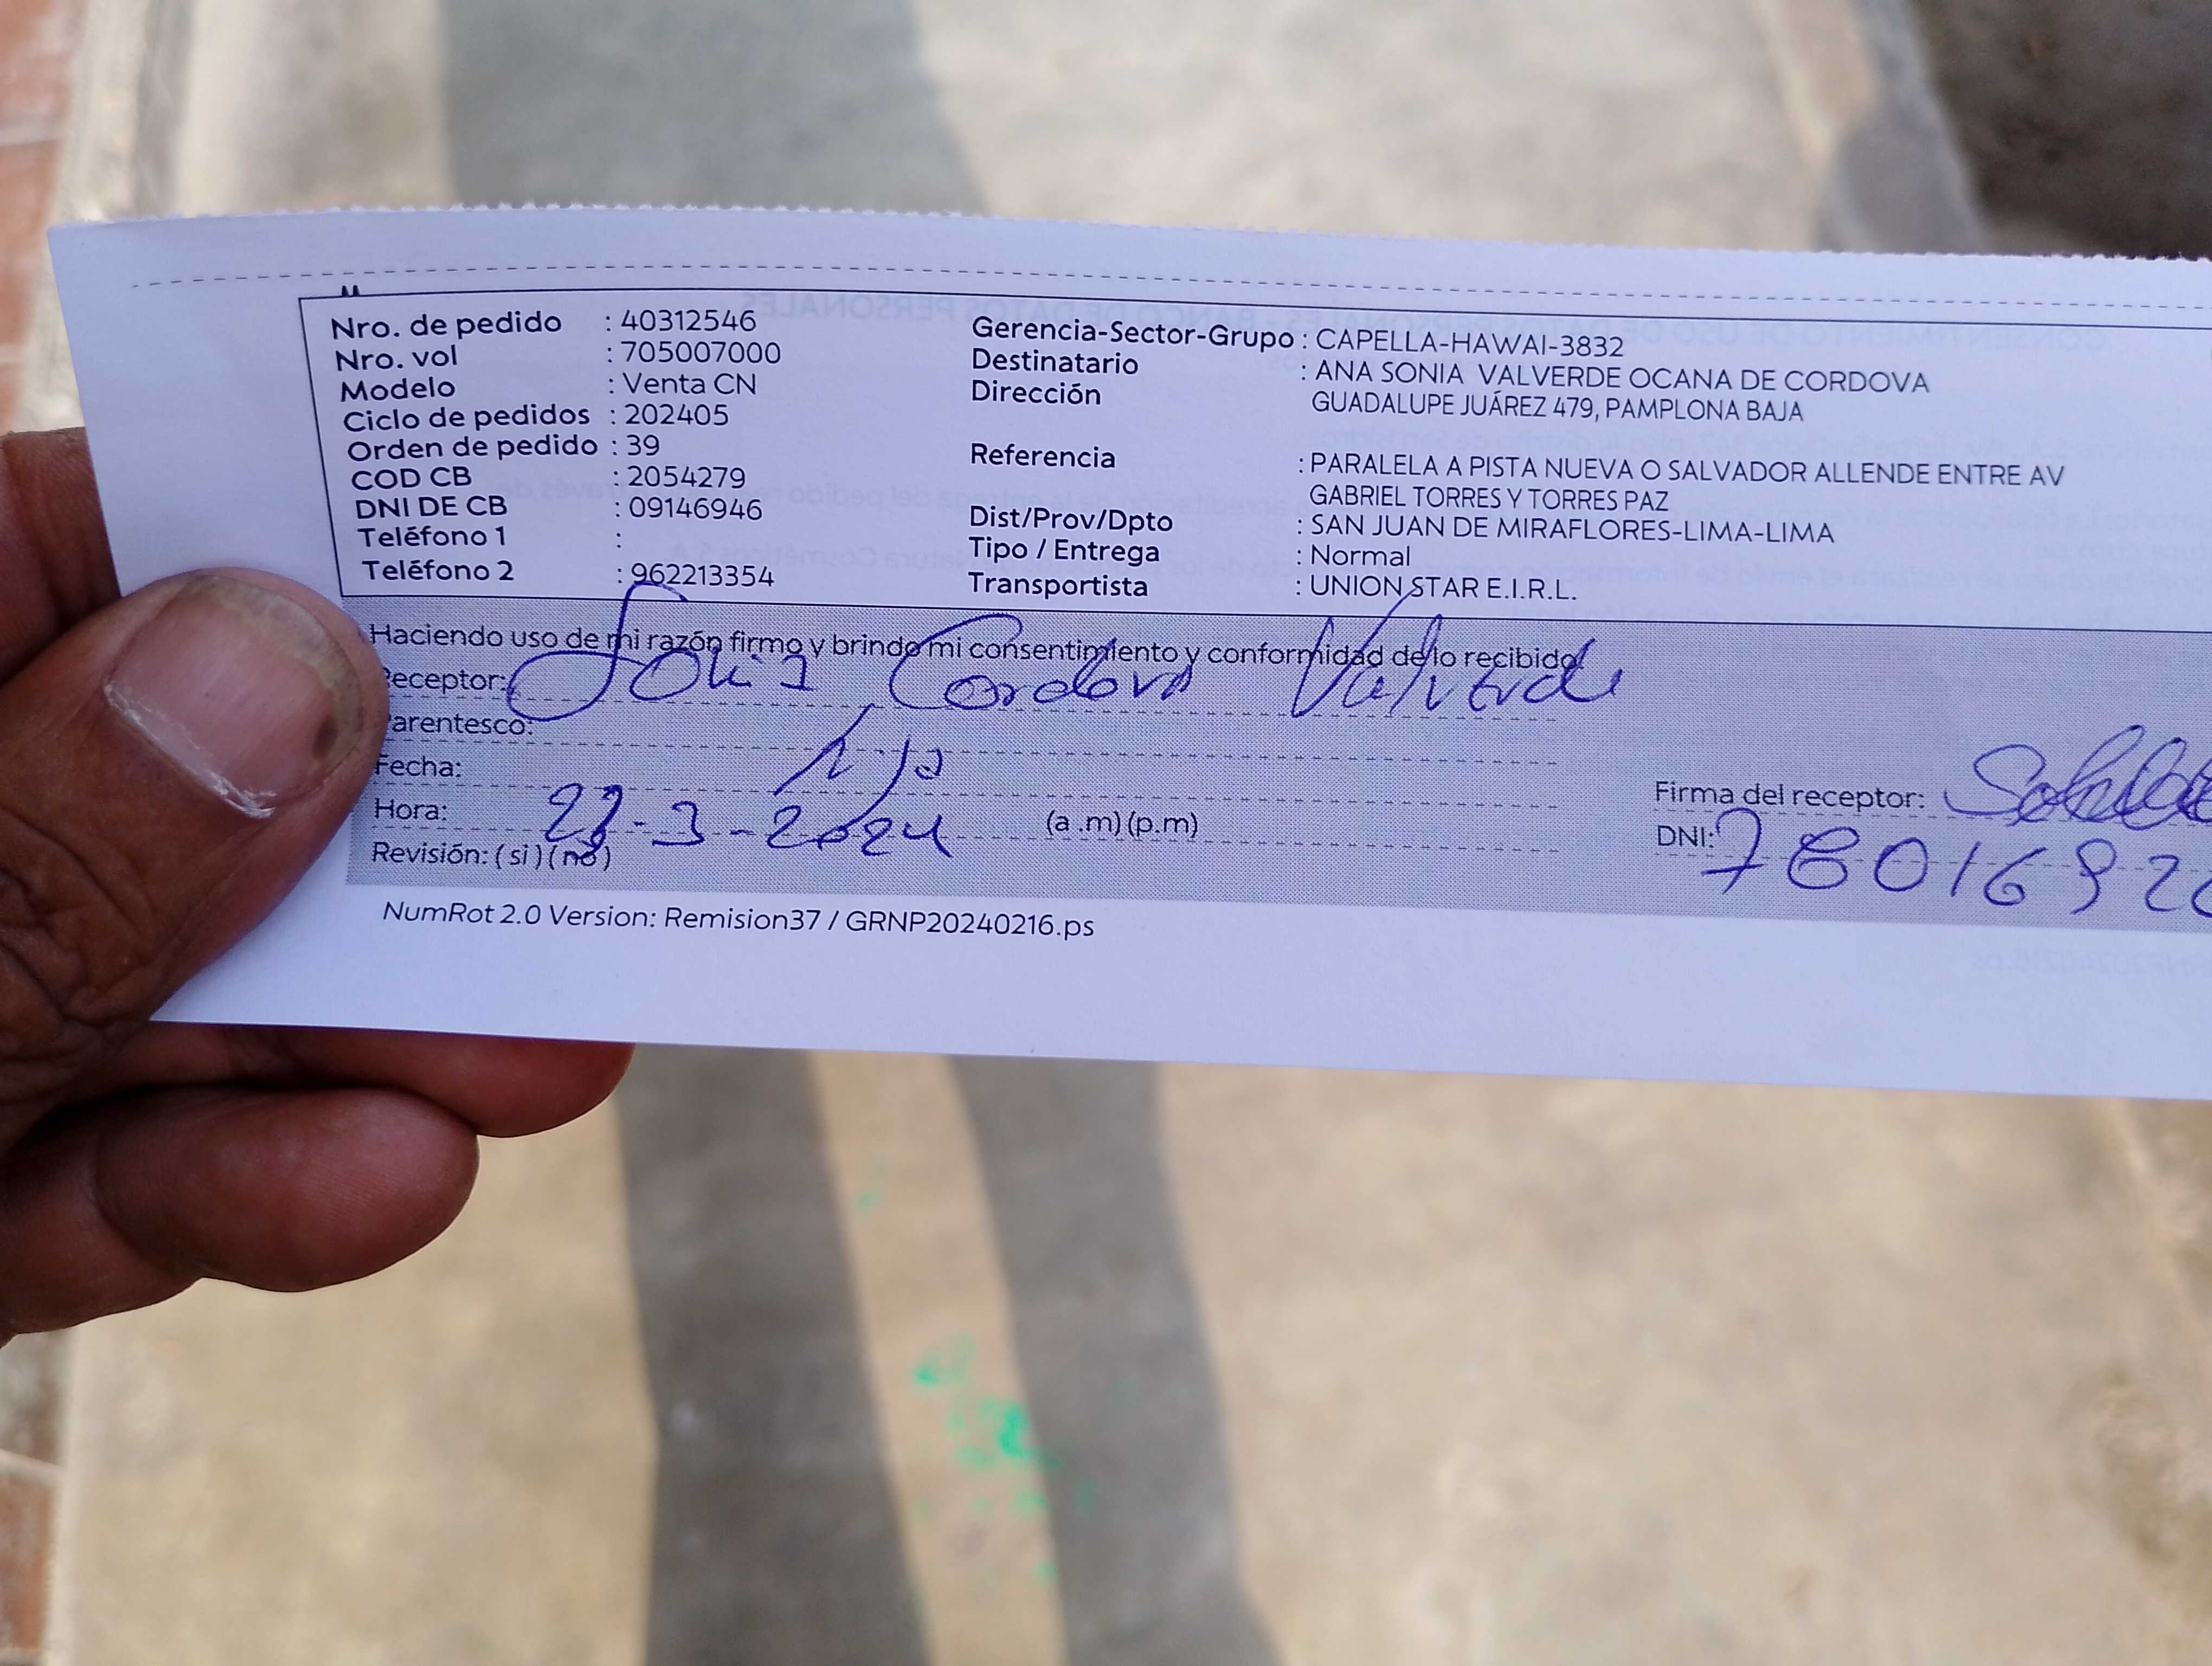 Nro. de pedido : 40312546
Nro. vol : 705007000
Modelo : Venta CN
Ciclo de pedidos : 202405
Orden de pedido : 39
COD CB : 2054279
DNI DE CB : 09146946
Teléfono 1 :
Teléfono 2 : 962213354
Gerencia-Sector-Grupo : CAPELLA-HAWAI-3832
Destinatario : ANA SONIA VALVERDE OCANA DE CORDOVA
Dirección GUADALUPE JUÁREZ 479, PAMPLONA BAJA
Referencia : PARALELA A PISTA NUEVA O SALVADOR ALLENDE ENTRE AV
GABRIEL TORRES Y TORRES PAZ
Dist/Prov/Dpto : SAN JUAN DE MIRAFLORES-LIMA-LIMA
Tipo / Entrega : Normal
Transportista : UNION STAR E.I.R.L.
Haciendo uso de mi razón firmo y brindo mi consentimiento y conformidad de lo recibido.
Receptor: Cordova Valverde
arentesco:
Fecha: hija
Hora: -3-2024 (a .m) (p.m)
Revisión: ( si ) ( no )
Firma del receptor:
DNI:
NumRot 2.0 Version: Remision37 / GRNP20240216.ps